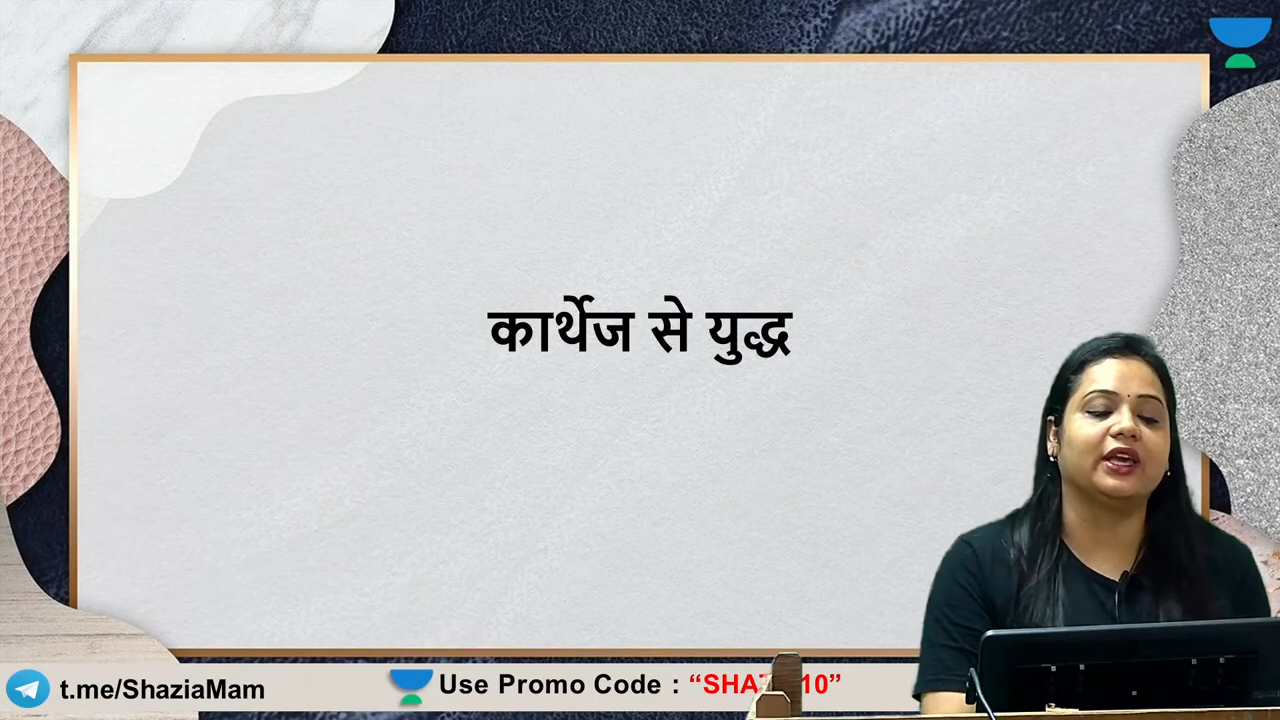 कार्थेज से युद्ध
t.me/ShaziaMam
Use Promo Code :